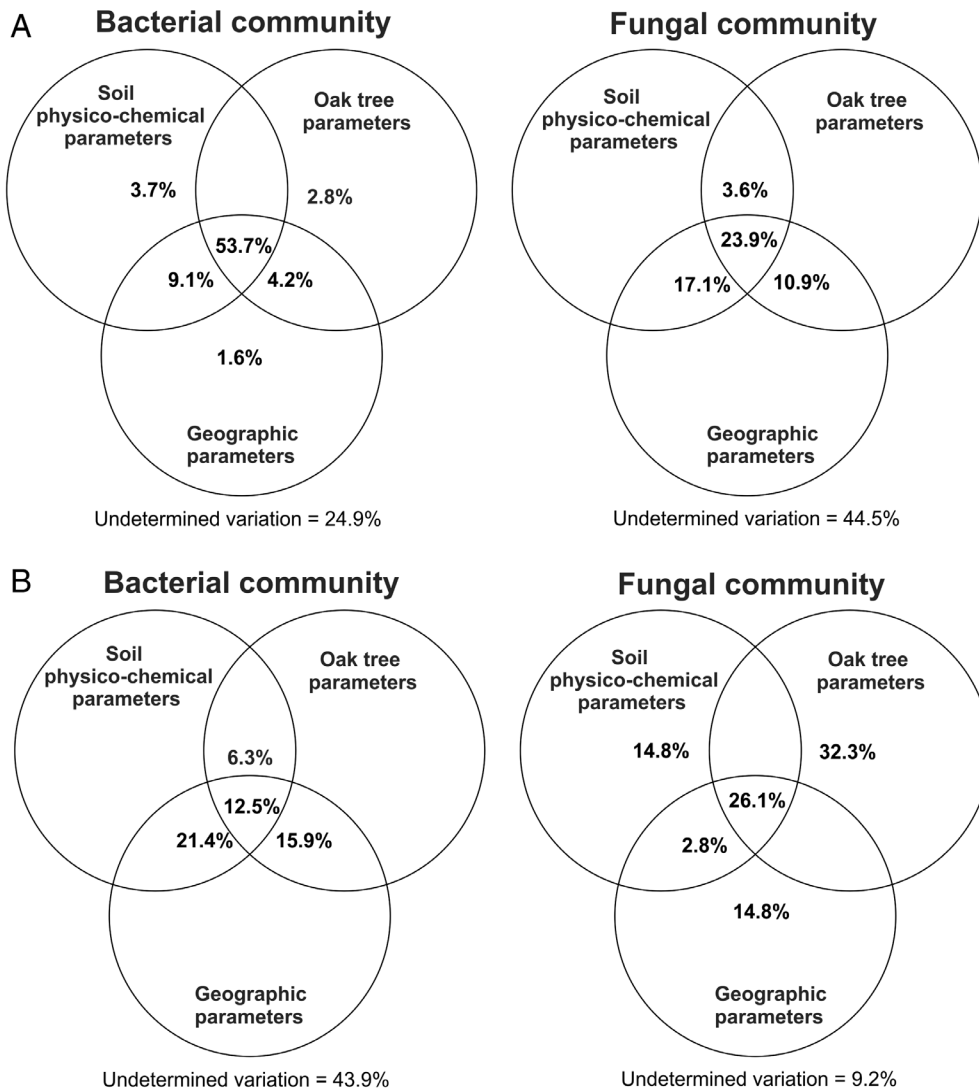 A
Bacterial community
Soil
physico-chemical
parameters
Oak tree
parameters
3.7%
2.8%
53.7%
9.1%
4.2%
1.6%
Geographic
parameters
Undetermined variation = 24.9%
Fungal community
Soil
physico-chemical
parameters
Oak tree
parameters
3.6%
23.9%
17.1%
10.9%
Geographic
parameters
Undetermined variation = 44.5%
B
Bacterial community
Soil
physico-chemical
parameters
Oak tree
parameters
6.3%
12.5%
21.4%
15.9%
Geographic
parameters
Undetermined variation = 43.9%
Fungal community
Soil
physico-chemical
parameters
Oak tree
parameters
14.8%
32.3%
26.1%
2.8%
14.8%
Geographic
parameters
Undetermined variation = 9.2%